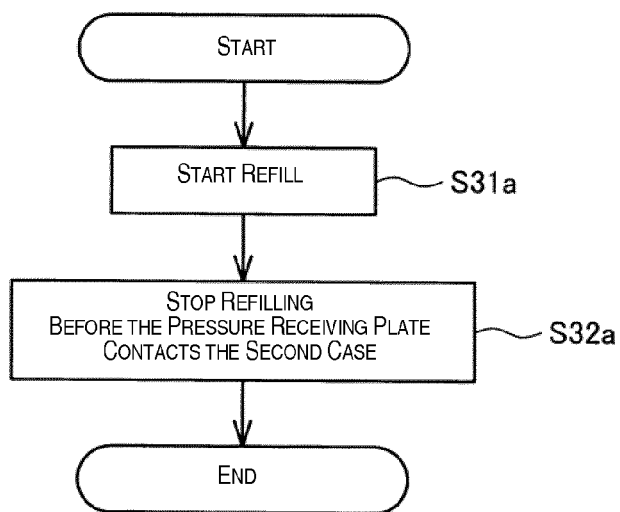 START
START REFILL
S31a
STOP REFILLING
BEFORE THE PRESSURE RECEIVING PLATE
CONTACTS THE SECOND CASE
S32a
END